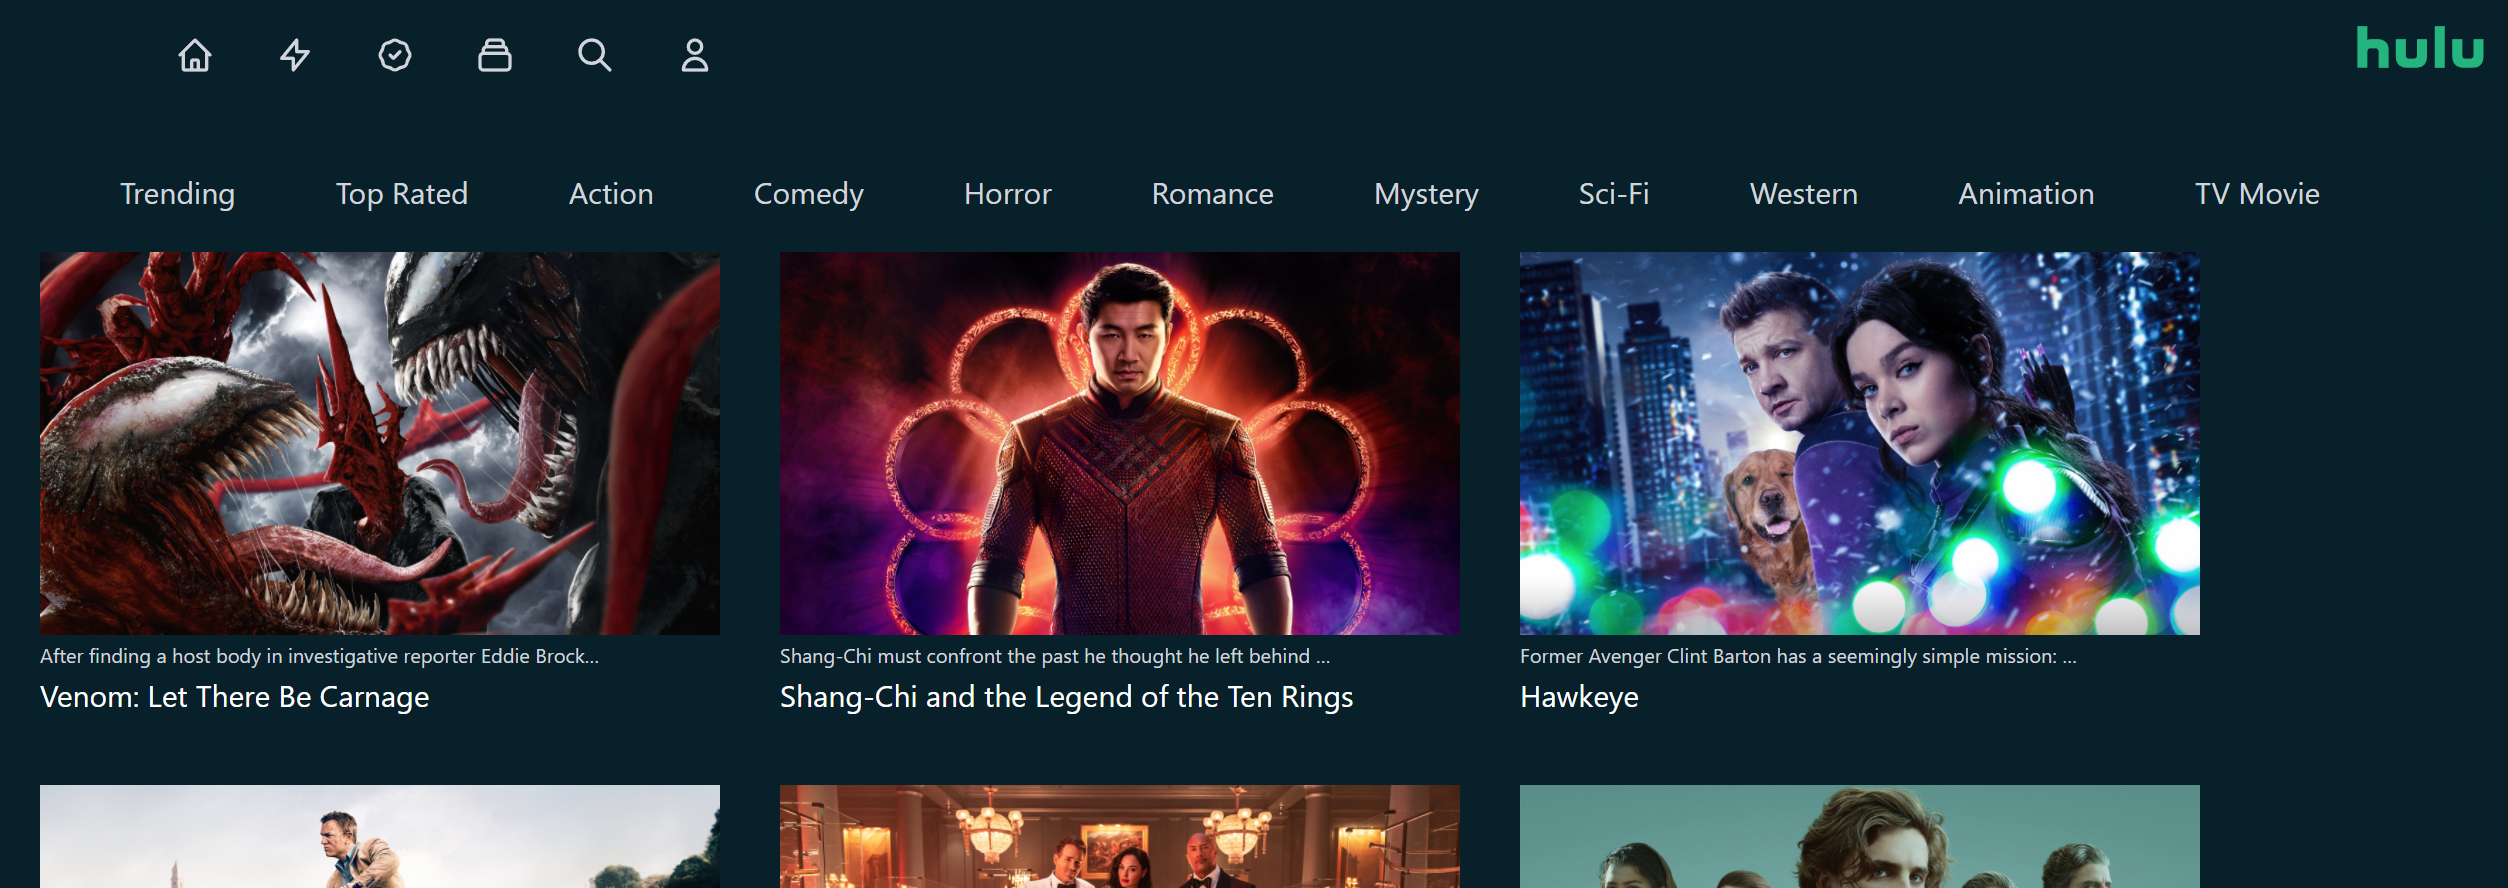 hulu
Trending Top Rated Action Comedy Horror Romance Mystery Sci-Fi Western Animation TV Movie
After finding a host body in investigative reporter Eddie Brock...
Venom: Let There Be Carnage
Shang-Chi must confront the past he thought he left behind ...
Shang-Chi and the Legend of the Ten Rings
Former Avenger Clint Barton has a seemingly simple mission: ...
Hawkeye